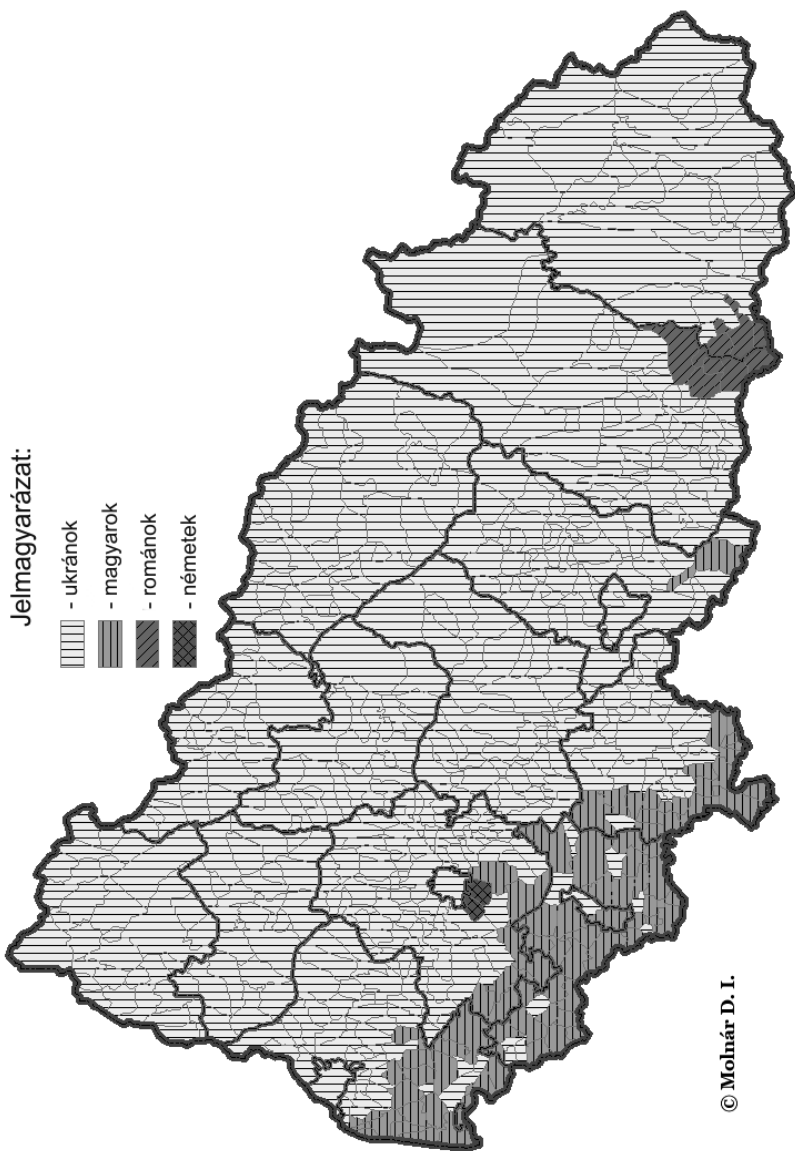 Jelmagyarázat:
- ukránok
- magyarok
- románok
- németek
© Molnár D. I.